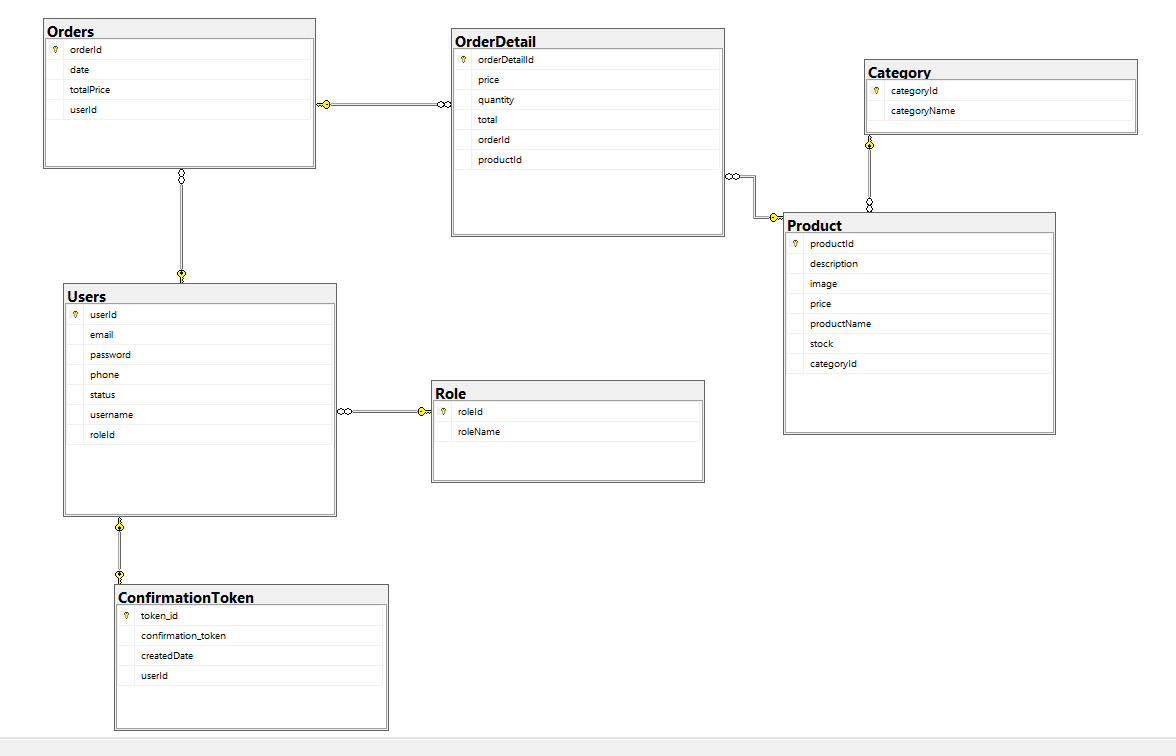 Orders
orderId
date
totalPrice
userId
OrderDetail
orderDetailId
price
quantity
total
orderId
productId
Category
categoryId
categoryName
Product
productId
description
image
price
productName
stock
categoryId
Users
userId
email
password
phone
status
username
roleId
Role
roleId
roleName
ConfirmationToken
token_id
confirmation_token
createdDate
userId